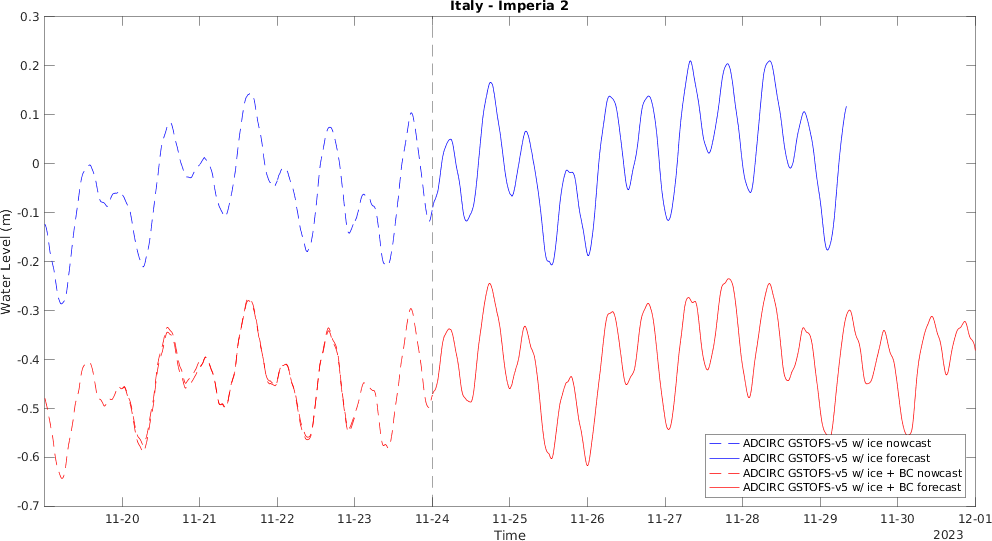 Italy - Imperia 2
0.3
0.2
0.1
0
-0.1
-0.2
-0.3
-0.4
-0.5
-0.6
-0.7
Water Level (m)
ADCIRC GSTOFS-v5 w/ ice nowcast
ADCIRC GSTOFS-v5 w/ ice forecast
ADCIRC GSTOFS-v5 w/ ice + BC nowcast
ADCIRC GSTOFS-v5 w/ ice + BC forecast
11-20 11-21 11-22 11-23 11-24 11-25 11-26 11-27 11-28 11-29 11-30 12-01
Time
2023